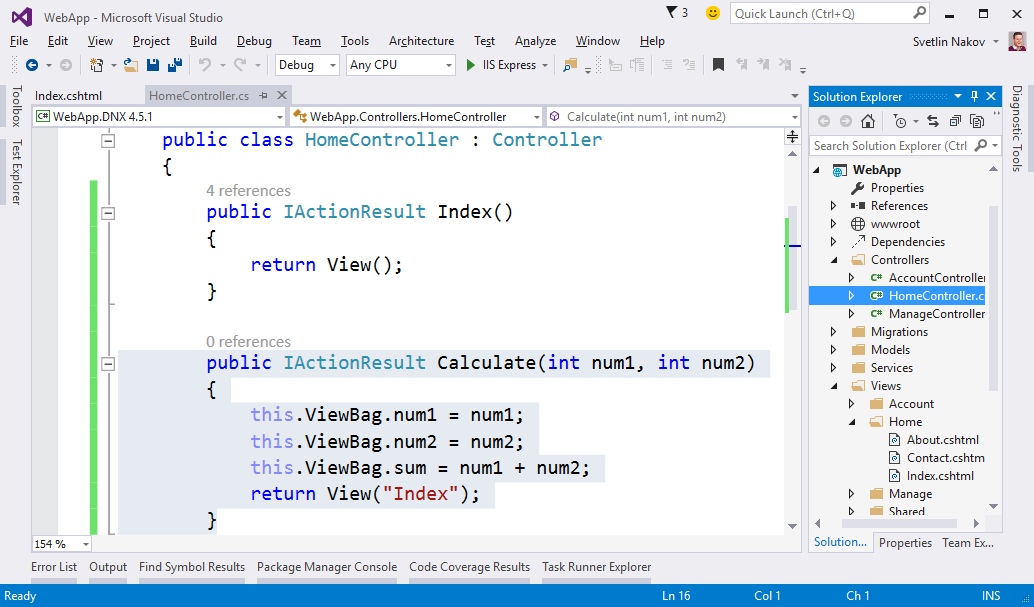 WebApp - Microsoft Visual Studio
3
Quick Launch (Ctrl+Q)
File Edit View Project Build Debug Team Tools Architecture Test Analyze Window Help
Svetlin Nakov
Debug Any CPU IIS Express
Toolbox
Test Explorer
Index.cshtml HomeController.cs
C# WebApp.DNX 4.5.1 WebApp.Controllers.HomeController Calculate(int num1, int num2)
public class HomeController : Controller
{
4 references
public IActionResult Index()
{
return View();
}
0 references
public IActionResult Calculate(int num1, int num2)
{
this.ViewBag.num1 = num1;
this.ViewBag.num2 = num2;
this.ViewBag.sum = num1 + num2;
return View("Index");
}
154 %
Solution Explorer
Search Solution Explorer (Ctrl
WebApp
Properties
References
wwwroot
Dependencies
Controllers
C# AccountController
C# HomeController.c
C# ManageController
Migrations
Models
Services
Views
Account
Home
About.cshtml
Contact.cshtm
Index.cshtml
Manage
Shared
Solution... Properties Team Ex...
Diagnostic Tools
Error List Output Find Symbol Results Package Manager Console Code Coverage Results Task Runner Explorer
Ready Ln 16 Col 1 Ch 1 INS